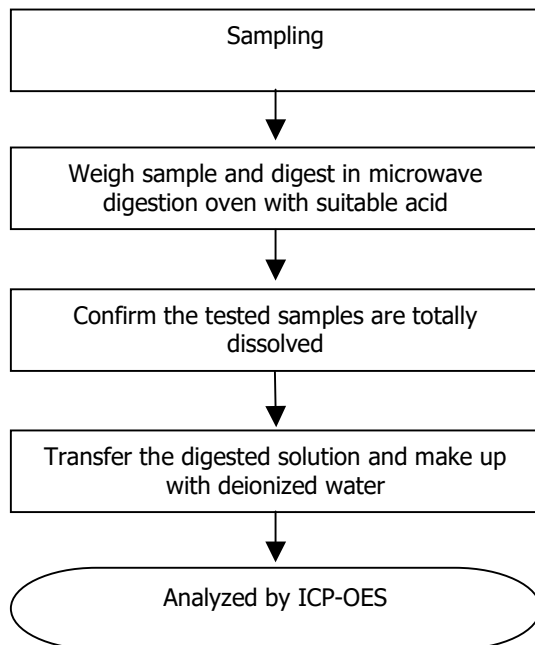 Sampling
Weigh sample and digest in microwave
digestion oven with suitable acid
Confirm the tested samples are totally
dissolved
Transfer the digested solution and make up
with deionized water
Analyzed by ICP-OES